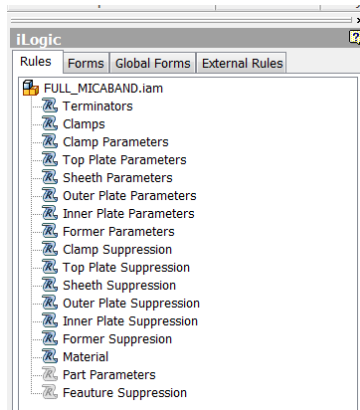 iLogic
Rules Forms Global Forms External Rules
FULL_MICABAND.iam
Terminators
Clamps
Clamp Parameters
Top Plate Parameters
Sheeth Parameters
Outer Plate Parameters
Inner Plate Parameters
Former Parameters
Clamp Suppression
Top Plate Suppression
Sheeth Suppression
Outer Plate Suppression
Inner Plate Suppression
Former Suppresion
Material
Part Parameters
Feauture Suppression